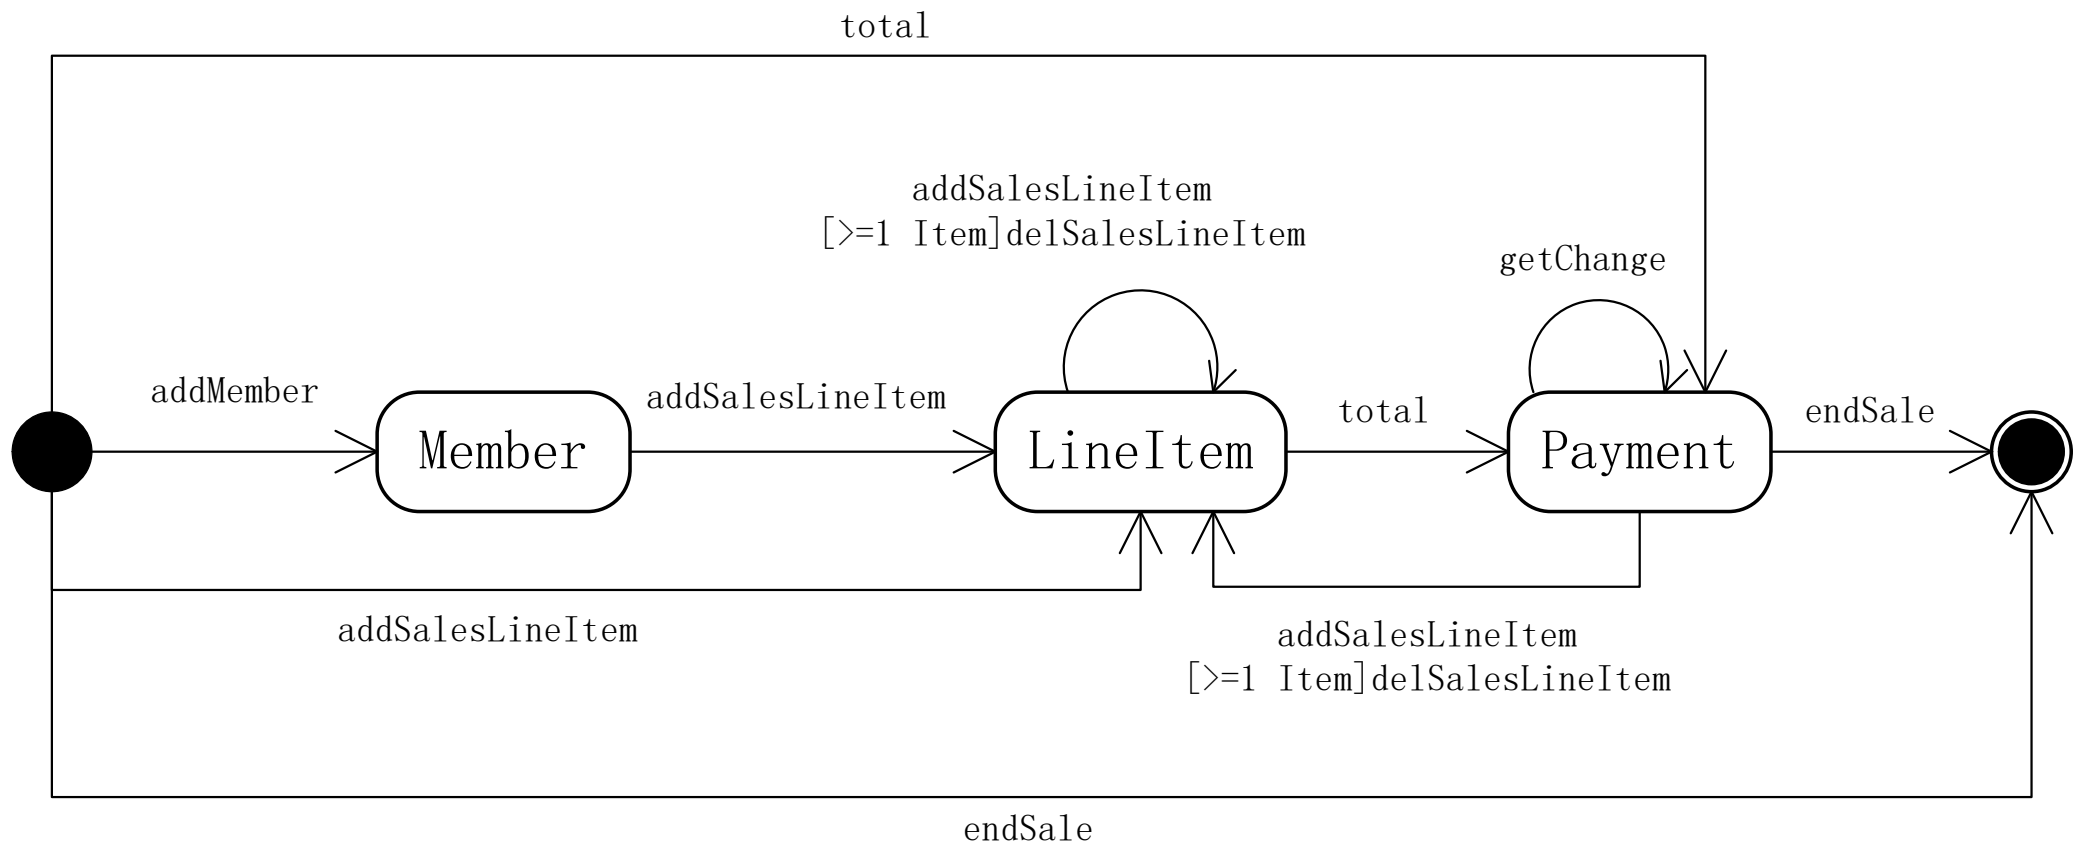 total
addSalesLineItem
[>=1 Item]delSalesLineItem
getChange
addMember
addSalesLineItem
total
endSale
Member
LineItem
Payment
addSalesLineItem
addSalesLineItem
[>=1 Item]delSalesLineItem
endSale